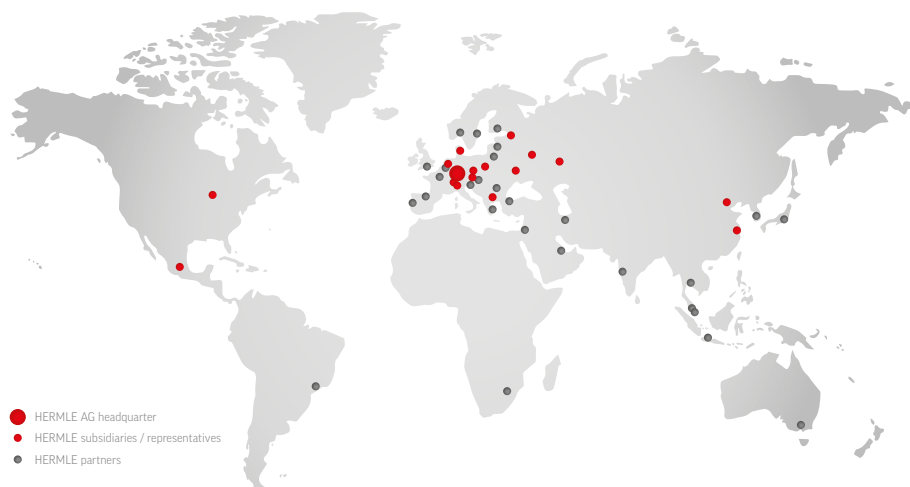 HERMLE AG headquarter
HERMLE subsidiaries / representatives
HERMLE partners